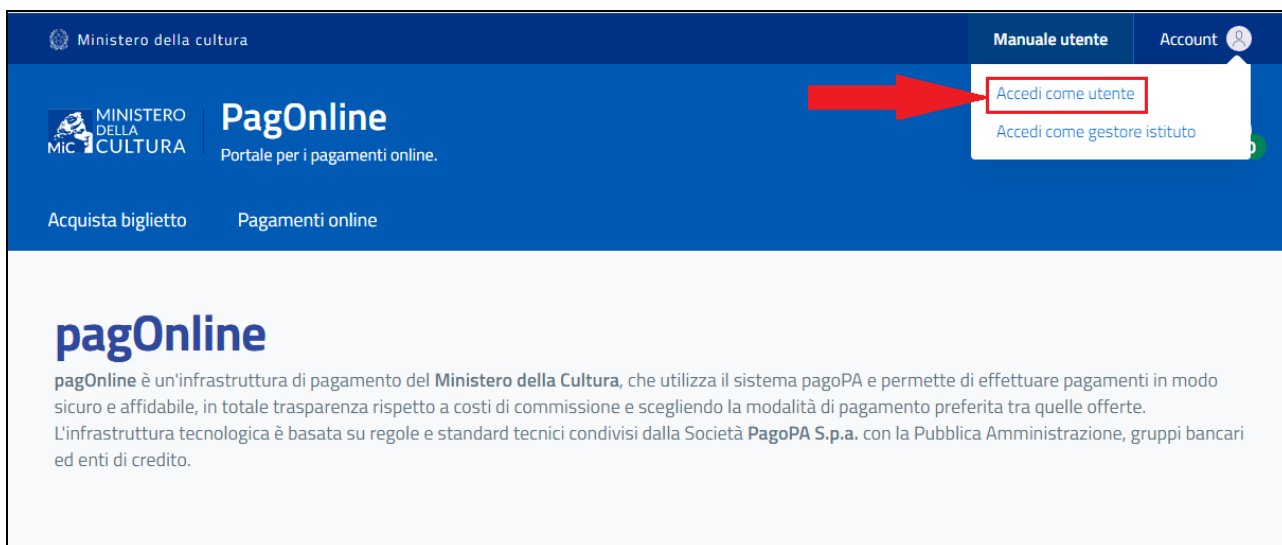 Ministero della cultura
Manuale utente
Account
MiC
MINISTERO
DELLA
CULTURA
PagOnline
Portale per i pagamenti online.
Accedi come utente
Accedi come gestore istituto
Acquista biglietto
Pagamenti online
pagOnline
pagOnline è un'infrastruttura di pagamento del Ministero della Cultura, che utilizza il sistema pagoPA e permette di effettuare pagamenti in modo
sicuro e affidabile, in totale trasparenza rispetto a costi di commissione e scegliendo la modalità di pagamento preferita tra quelle offerte.
L'infrastruttura tecnologica è basata su regole e standard tecnici condivisi dalla Società PagoPA S.p.a. con la Pubblica Amministrazione, gruppi bancari
ed enti di credito.